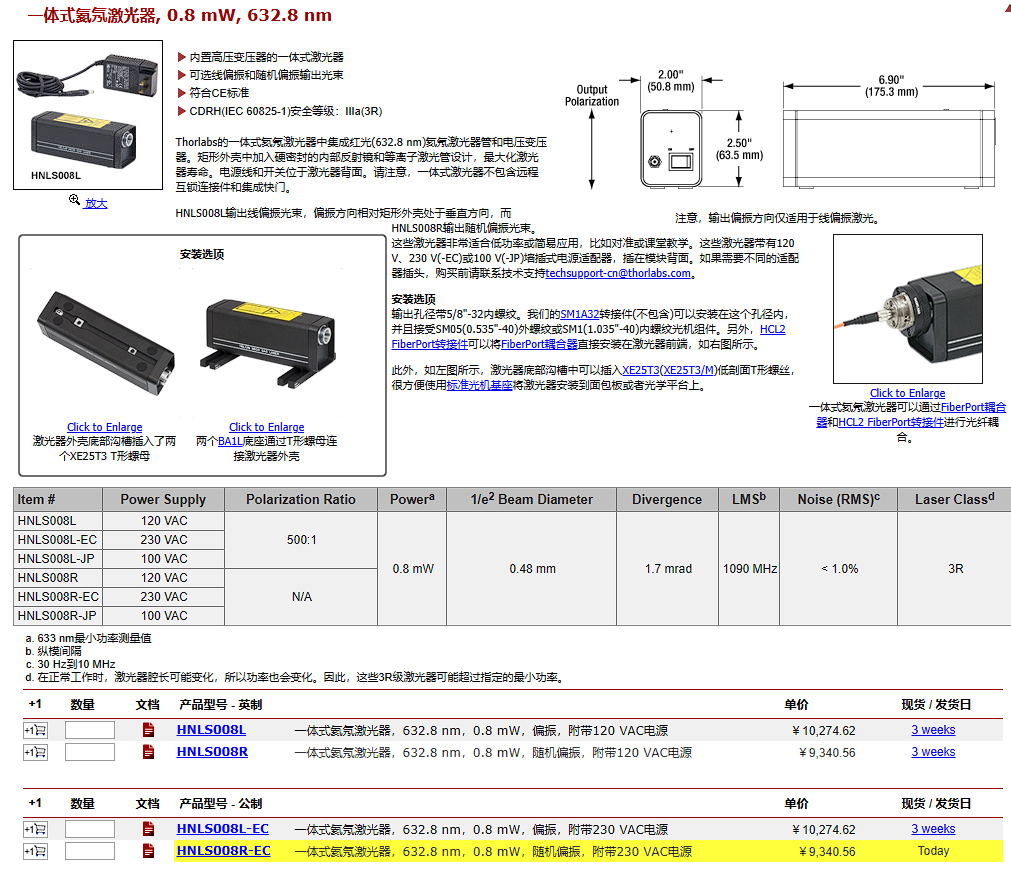 一体式氦氖激光器, 0.8 mW, 632.8 nm
HNLS008L
放大
内置高压变压器的一体式激光器
可选线偏振和随机偏振输出光束
符合CE标准
CDRH(IEC 60825-1)安全等级：IIIa(3R)
Thorlabs的一体式氦氖激光器中集成红光(632.8 nm)氦氖激光器管和电压变压
器。矩形外壳中加入硬密封的内部反射镜和等离子激光管设计，最大化激光
器寿命。电源线和开关位于激光器背面。请注意，一体式激光器不包含远程
互锁连接件和集成快门。
HNLS008L输出线偏振光束，偏振方向相对矩形外壳处于垂直方向，而
HNLS008R输出随机偏振光束。
这些激光器非常适合低功率或简易应用，比如对准或课堂教学。这些激光器带有120
V、230 V(-EC)或100 V(-JP)墙插式电源适配器，插在模块背面。如果需要不同的适配
器插头，购买前请联系技术支持techsupport-cn@thorlabs.com。
Output
Polarization
2.00"
(50.8 mm)
2.50"
(63.5 mm)
6.90"
(175.3 mm)
注意，输出偏振方向仅适用于线偏振激光。
安装选项
Click to Enlarge
激光器外壳底部沟槽插入了两
个XE25T3 T形螺母
Click to Enlarge
两个BA1L底座通过T形螺母连
接激光器外壳
安装选项
输出孔径带5/8"-32内螺纹。我们的SM1A32转接件(不包含)可以安装在这个孔径内，
并且接受SM05(0.535"-40)外螺纹或SM1(1.035"-40)内螺纹光机组件。另外，HCL2
FiberPort转接件可以将FiberPort耦合器直接安装在激光器前端，如右图所示。
此外，如左图所示，激光器底部沟槽中可以插入XE25T3(XE25T3/M)低剖面T形螺丝，
很方便使用标准光机基座将激光器安装到面包板或者光学平台上。
Click to Enlarge
一体式氦氖激光器可以通过FiberPort耦合
器和HCL2 FiberPort转接件进行光纤耦
合。
Item # Power Supply Polarization Ratio Powera 1/e2 Beam Diameter Divergence LMSb Noise (RMS)c Laser Classd
HNLS008L 120 VAC
HNLS008L-EC 230 VAC 500:1
HNLS008L-JP 100 VAC
0.8 mW 0.48 mm 1.7 mrad 1090 MHz < 1.0% 3R
HNLS008R 120 VAC
HNLS008R-EC 230 VAC N/A
HNLS008R-JP 100 VAC
a. 633 nm最小功率测量值
b. 纵模间隔
c. 30 Hz到10 MHz
d. 在正常工作时，激光器腔长可能变化，所以功率也会变化。因此，这些3R级激光器可能超过指定的最小功率。
+1 数量 文档 产品型号 - 英制 单价 现货 / 发货日
+1 HNLS008L 一体式氦氖激光器，632.8 nm，0.8 mW，偏振，附带120 VAC电源 ￥10,274.62 3 weeks
+1 HNLS008R 一体式氦氖激光器，632.8 nm，0.8 mW，随机偏振，附带120 VAC电源 ￥9,340.56 3 weeks
+1 数量 文档 产品型号 - 公制 单价 现货 / 发货日
+1 HNLS008L-EC 一体式氦氖激光器，632.8 nm，0.8 mW，偏振，附带230 VAC电源 ￥10,274.62 3 weeks
+1 HNLS008R-EC 一体式氦氖激光器，632.8 nm，0.8 mW，随机偏振，附带230 VAC电源 ￥9,340.56 Today